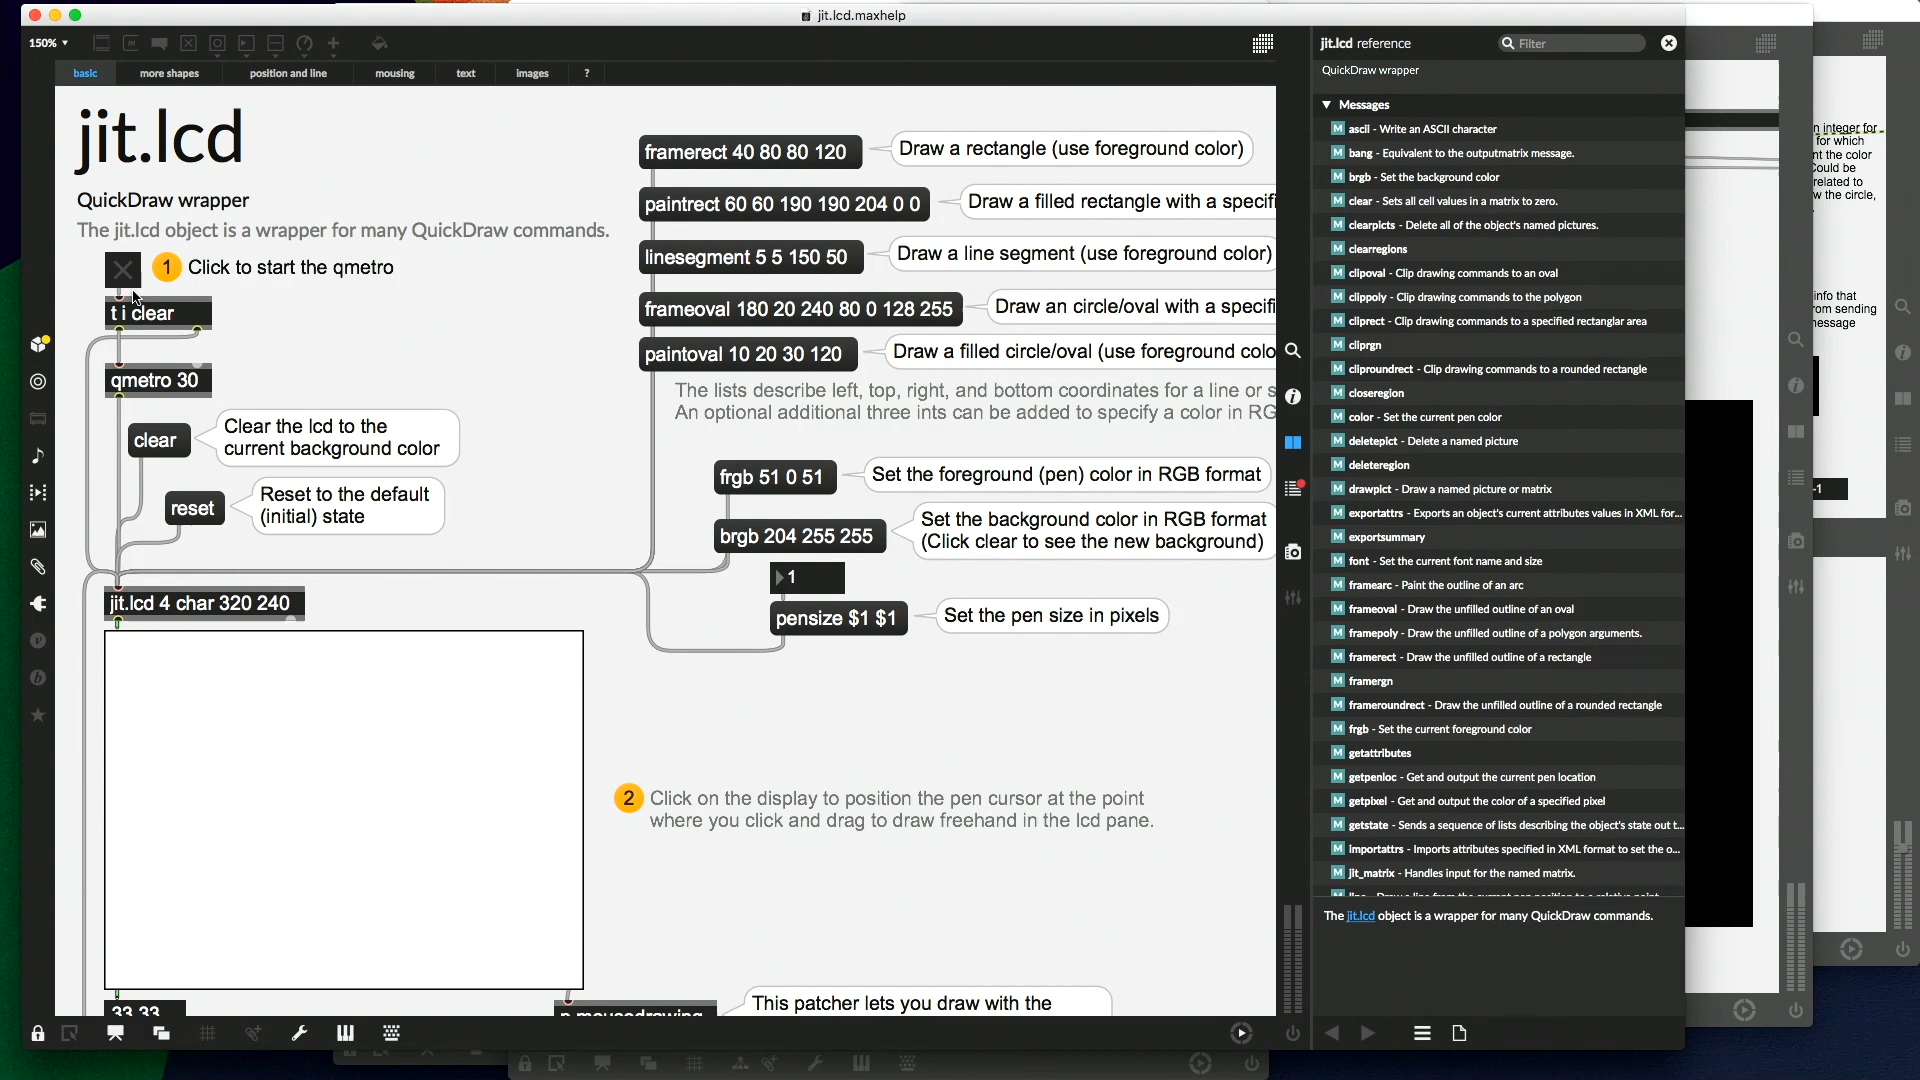 jit.lcd.maxhelp
150%
basic
more shapes
position and line
mousing
text
images
?
jit.lcd
QuickDraw wrapper
The jit.lcd object is a wrapper for many QuickDraw commands.
1 Click to start the qmetro
t i clear
qmetro 30
clear
Clear the lcd to the
current background color
reset
Reset to the default
(initial) state
jit.lcd 4 char 320 240
framerect 40 80 80 120
Draw a rectangle (use foreground color)
paintrect 60 60 190 190 204 0 0
Draw a filled rectangle with a specifi
linesegment 5 5 150 50
Draw a line segment (use foreground color)
frameoval 180 20 240 80 0 128 255
Draw an circle/oval with a specifi
paintoval 10 20 30 120
Draw a filled circle/oval (use foreground colo
The lists describe left, top, right, and bottom coordinates for a line or s
An optional additional three ints can be added to specify a color in RG
frgb 51 0 51
Set the foreground (pen) color in RGB format
brgb 204 255 255
Set the background color in RGB format
(Click clear to see the new background)
1
pensize $1 $1
Set the pen size in pixels
2 Click on the display to position the pen cursor at the point
where you click and drag to draw freehand in the lcd pane.
33 33
p mousedrawing
This patcher lets you draw with the
jit.lcd reference
Filter
QuickDraw wrapper
Messages
M ascii - Write an ASCII character
M bang - Equivalent to the outputmatrix message.
M brgb - Set the background color
M clear - Sets all cell values in a matrix to zero.
M clearpicts - Delete all of the object's named pictures.
M clearregions
M clipoval - Clip drawing commands to an oval
M clippoly - Clip drawing commands to the polygon
M cliprect - Clip drawing commands to a specified rectanglar area
M cliprgn
M cliproundrect - Clip drawing commands to a rounded rectangle
M closeregion
M color - Set the current pen color
M deletepict - Delete a named picture
M deleteregion
M drawpict - Draw a named picture or matrix
M exportattrs - Exports an object's current attributes values in XML for...
M exportsummary
M font - Set the current font name and size
M framearc - Paint the outline of an arc
M frameoval - Draw the unfilled outline of an oval
M framepoly - Draw the unfilled outline of a polygon arguments.
M framerect - Draw the unfilled outline of a rectangle
M framergn
M frameroundrect - Draw the unfilled outline of a rounded rectangle
M frgb - Set the current foreground color
M getattributes
M getpenloc - Get and output the current pen location
M getpixel - Get and output the color of a specified pixel
M getstate - Sends a sequence of lists describing the object's state out t...
M importattrs - Imports attributes specified in XML format to set the o...
M jit_matrix - Handles input for the named matrix.
The jit.lcd object is a wrapper for many QuickDraw commands.
n integer for
for which
nt the color
Could be
related to
w the circle,
info that
rom sending
nessage
-1